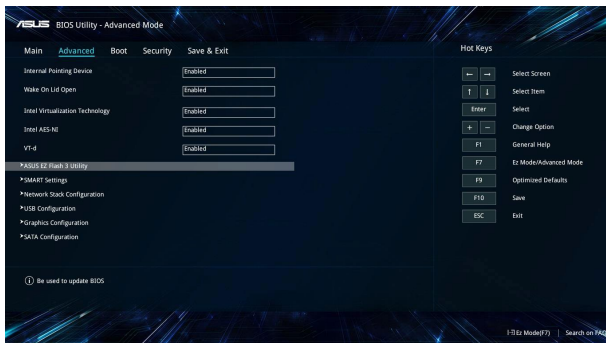 ASUS BIOS Utility - Advanced Mode
Main Advanced Boot Security Save & Exit
Internal Pointing Device Enabled
Wake On Lid Open Enabled
Intel Virtualization Technology Enabled
Intel AES-NI Enabled
VT-d Enabled
ASUS EZ Flash 3 Utility
SMART Settings
Network Stack Configuration
USB Configuration
Graphics Configuration
SATA Configuration
Be used to update BIOS
Hot Keys
← → Select Screen
↑ ↓ Select Item
Enter Select
+ − Change Option
F1 General Help
F7 Ez Mode/Advanced Mode
F9 Optimized Defaults
F10 Save
ESC Exit
Ez Mode(F7) | Search on FAQ